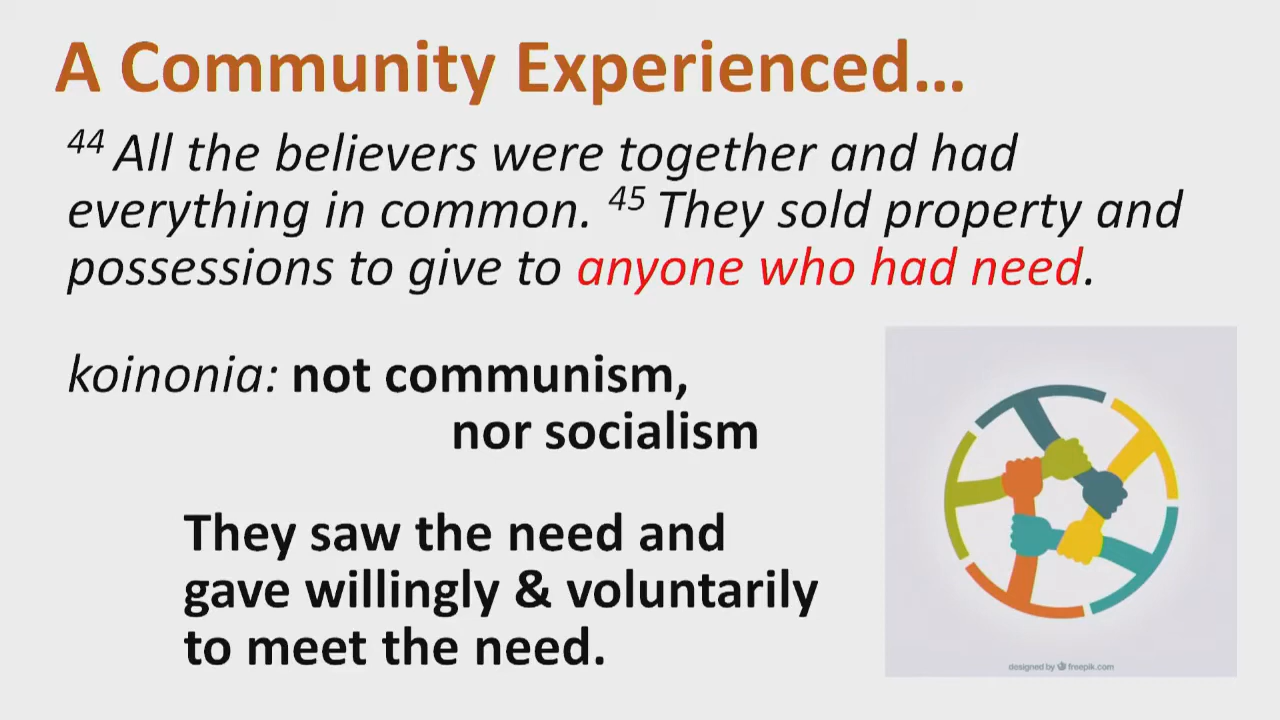 A Community Experienced...
44 All the believers were together and had
everything in common. 45 They sold property and
possessions to give to anyone who had need.
koinonia: not communism,
nor socialism
They saw the need and
gave willingly & voluntarily
to meet the need.
designed by freepik.com